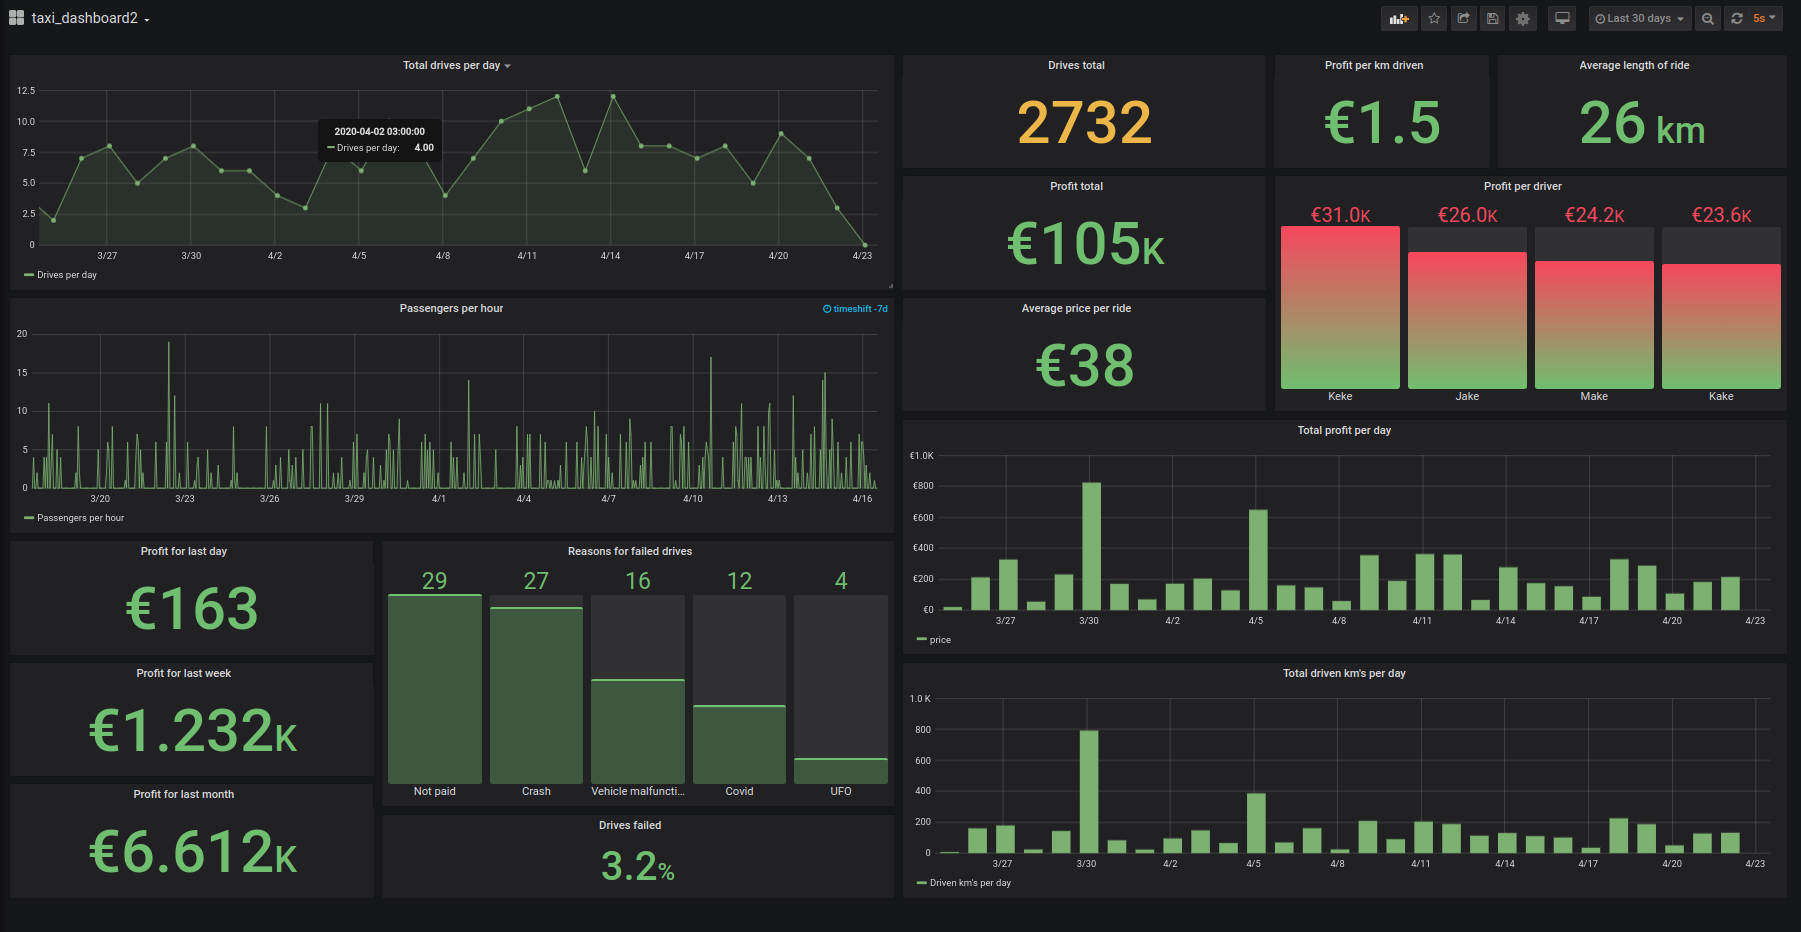 taxi_dashboard2
Last 30 days
5s
Total drives per day
12.5
10.0
7.5
5.0
2.5
0
2020-04-02 03:00:00
Drives per day: 4.00
3/27 3/30 4/2 4/5 4/8 4/11 4/14 4/17 4/20 4/23
Drives per day
Drives total
2732
Profit per km driven
€1.5
Average length of ride
26 km
Profit total
€105K
Profit per driver
€31.0K €26.0K €24.2K €23.6K
Keke Jake Make Kake
Average price per ride
€38
Passengers per hour
timeshift -7d
20
15
10
5
0
3/20 3/23 3/26 3/29 4/1 4/4 4/7 4/10 4/13 4/16
Passengers per hour
Total profit per day
€1.0K
€800
€600
€400
€200
€0
3/27 3/30 4/2 4/5 4/8 4/11 4/14 4/17 4/20 4/23
price
Profit for last day
€163
Profit for last week
€1.232K
Profit for last month
€6.612K
Reasons for failed drives
29 27 16 12 4
Not paid Crash Vehicle malfuncti... Covid UFO
Drives failed
3.2%
Total driven km's per day
1.0 K
800
600
400
200
0
3/27 3/30 4/2 4/5 4/8 4/11 4/14 4/17 4/20 4/23
Driven km's per day